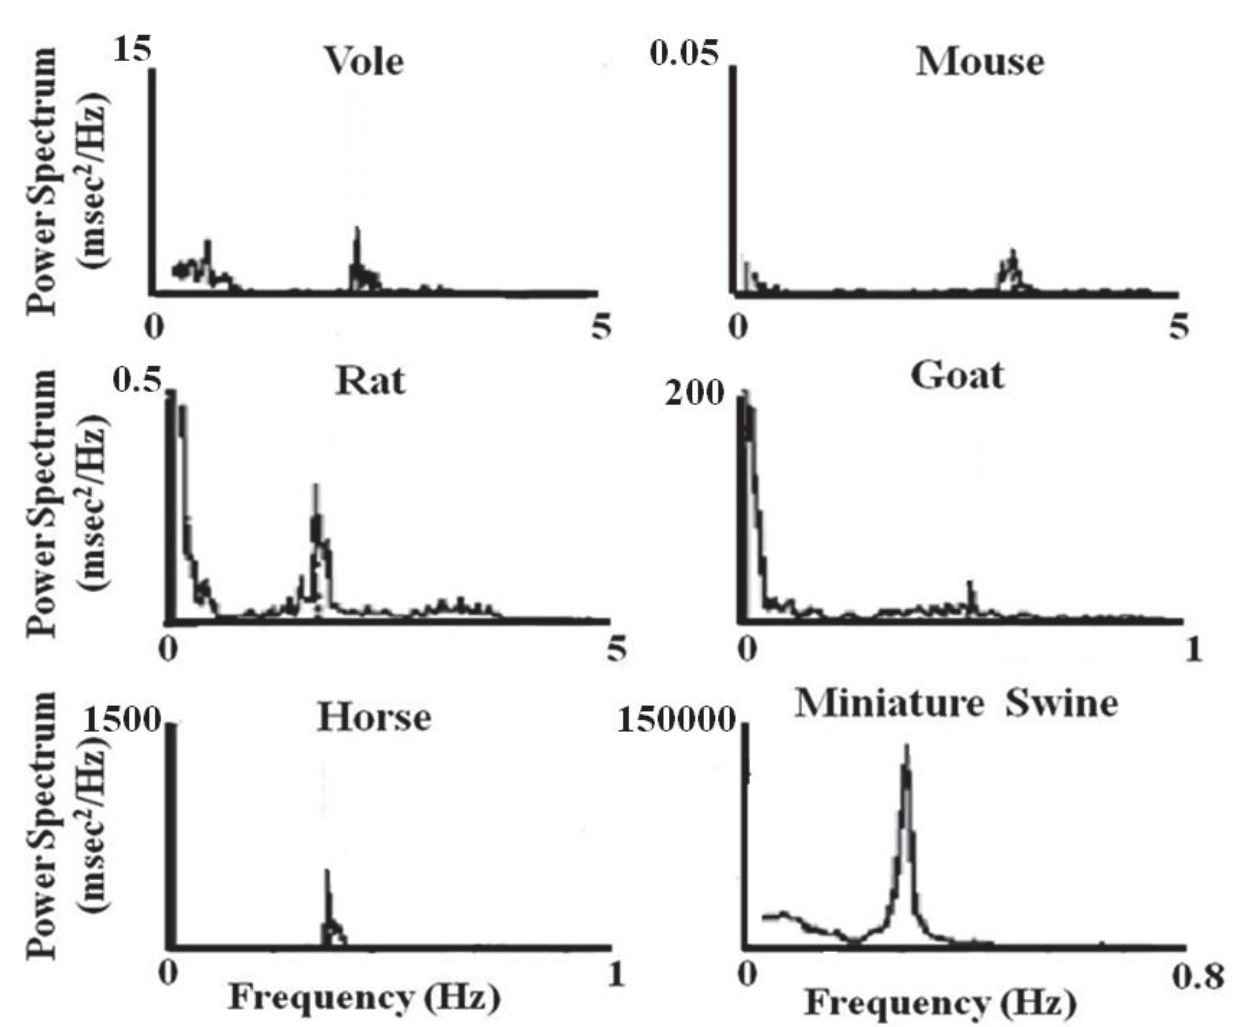 15
Vole
0.05
Mouse
Power Spectrum
(msec²/Hz)
0
5
0
5
0.5
Rat
200
Goat
Power Spectrum
(msec²/Hz)
0
5
0
1
1500
Horse
150000
Miniature Swine
Power Spectrum
(msec²/Hz)
0
1
0
0.8
Frequency (Hz)
Frequency (Hz)